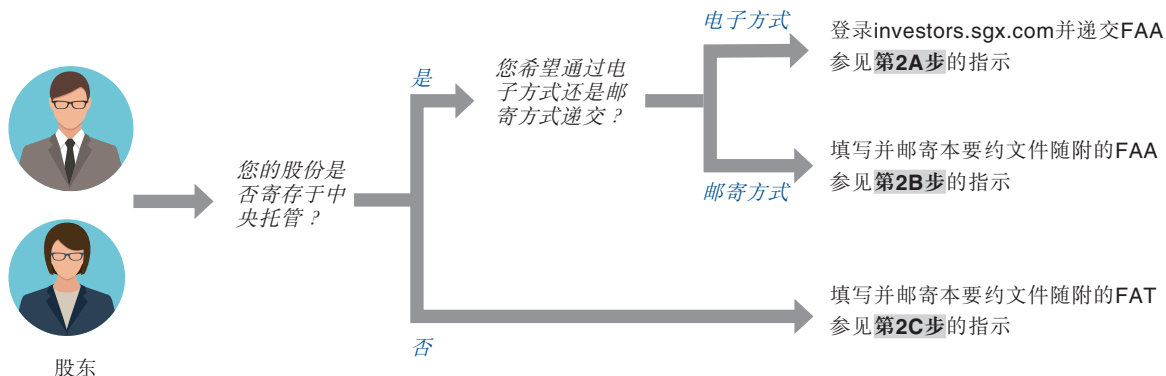 股东
您的股份是
否寄存于中
央托管？
是
否
您希望通过电
子方式还是邮
寄方式递交？
电子方式
邮寄方式
登录investors.sgx.com并递交FAA
参见第2A步的指示
填写并邮寄本要约文件随附的FAA
参见第2B步的指示
填写并邮寄本要约文件随附的FAT
参见第2C步的指示